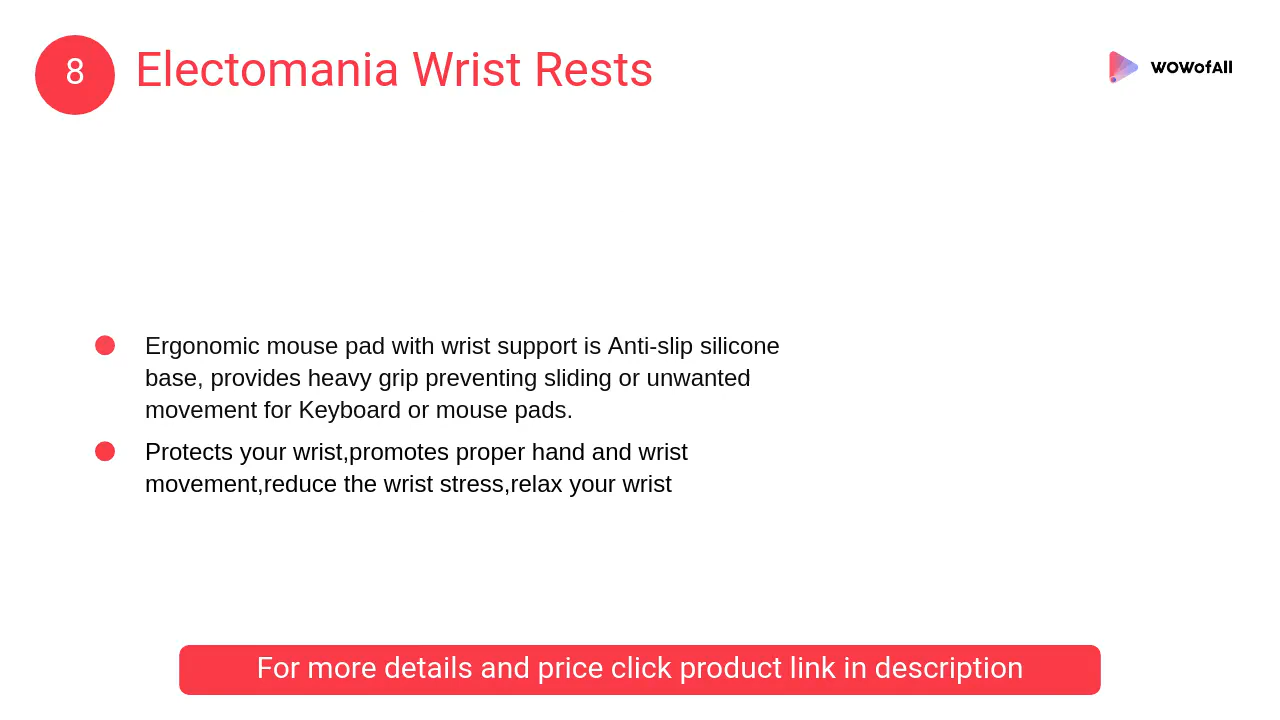 8
Electomania Wrist Rests
WOWofAll
Ergonomic mouse pad with wrist support is Anti-slip silicone
base, provides heavy grip preventing sliding or unwanted
movement for Keyboard or mouse pads.
Protects your wrist,promotes proper hand and wrist
movement,reduce the wrist stress,relax your wrist
For more details and price click product link in description